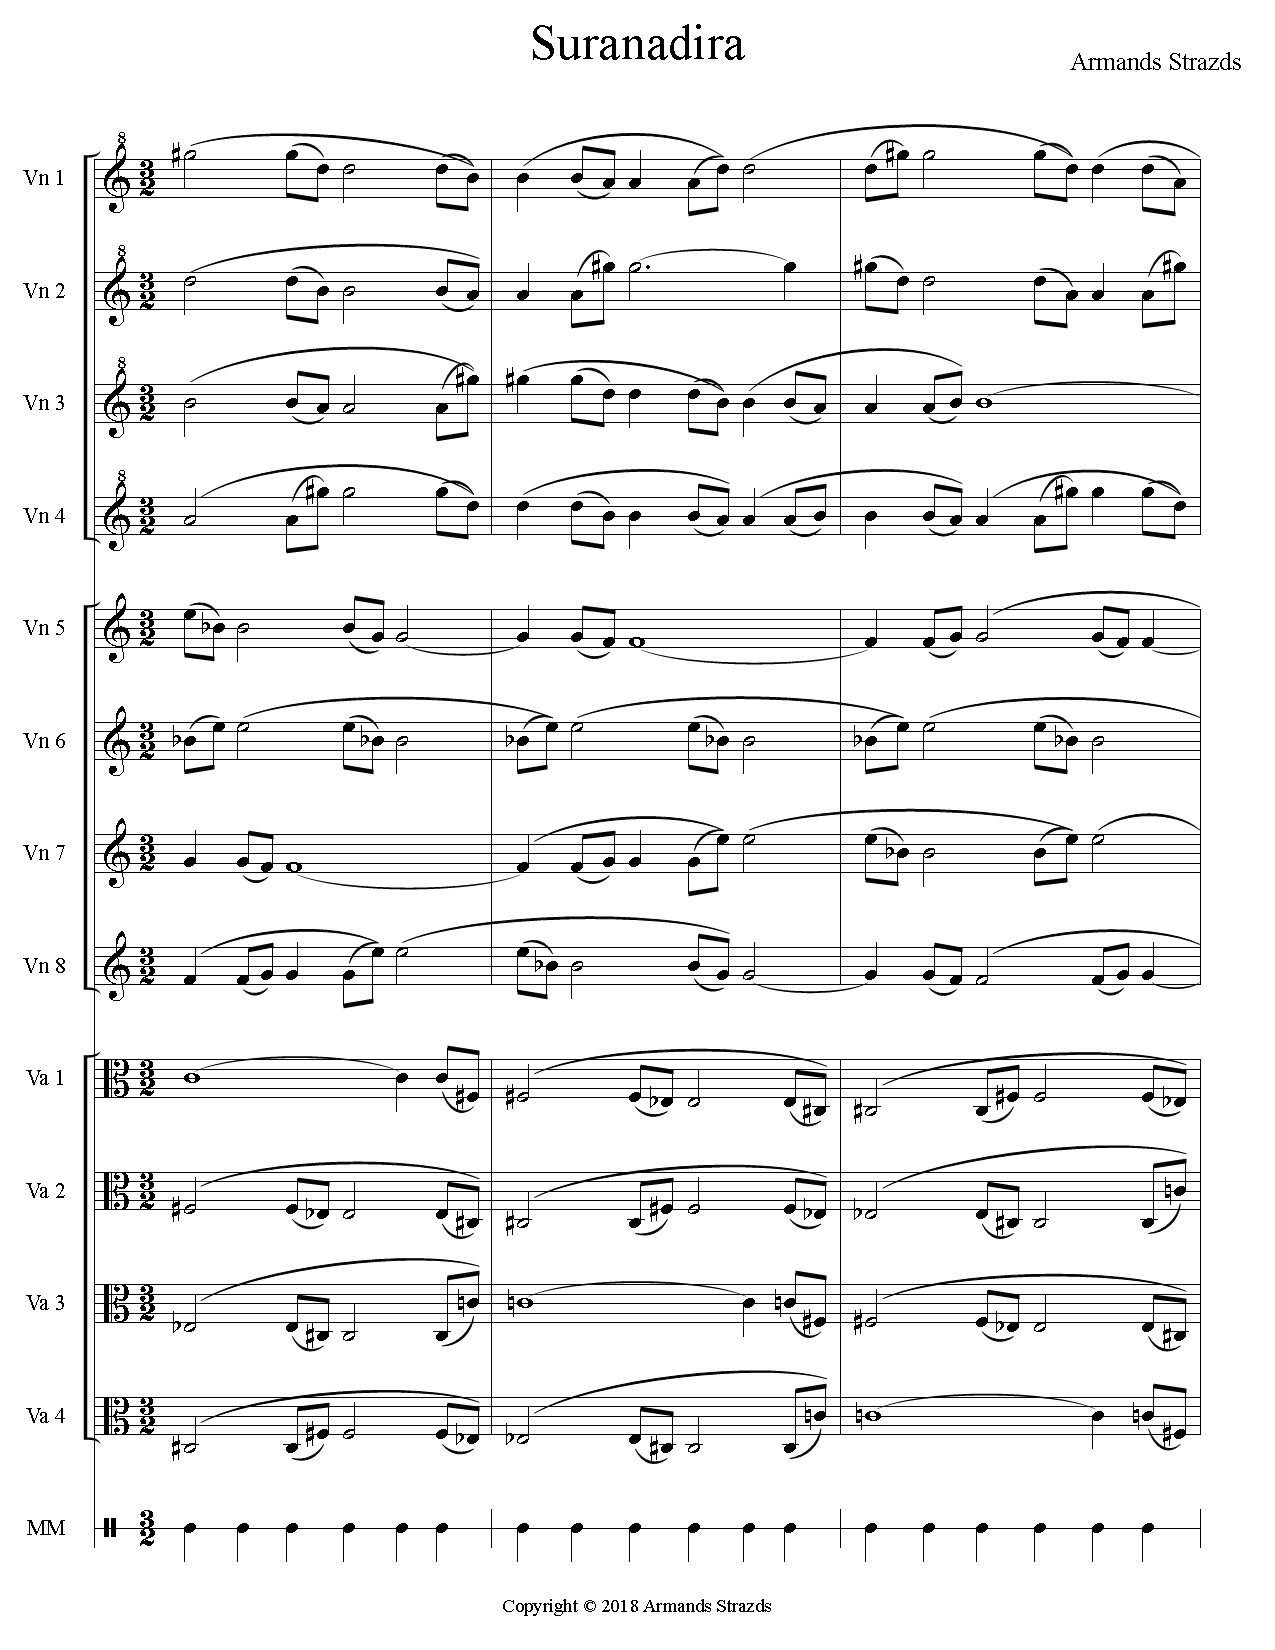 Suranadira
Armands Strazds
Vn 1
Vn 2
Vn 3
Vn 4
Vn 5
Vn 6
Vn 7
Vn 8
Va 1
Va 2
Va 3
Va 4
MM
Copyright © 2018 Armands Strazds